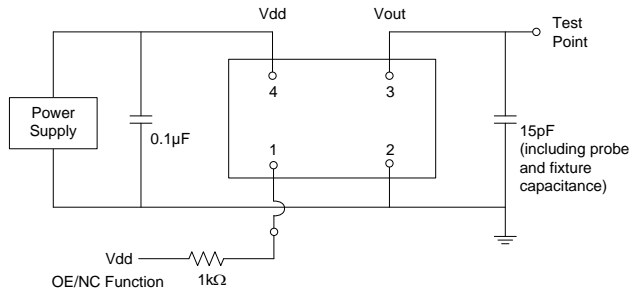 Vdd
Vout
Test
Point
4
3
Power
Supply
0.1µF
1
2
15pF
(including probe
and fixture
capacitance)
Vdd
OE/NC Function
1kΩ